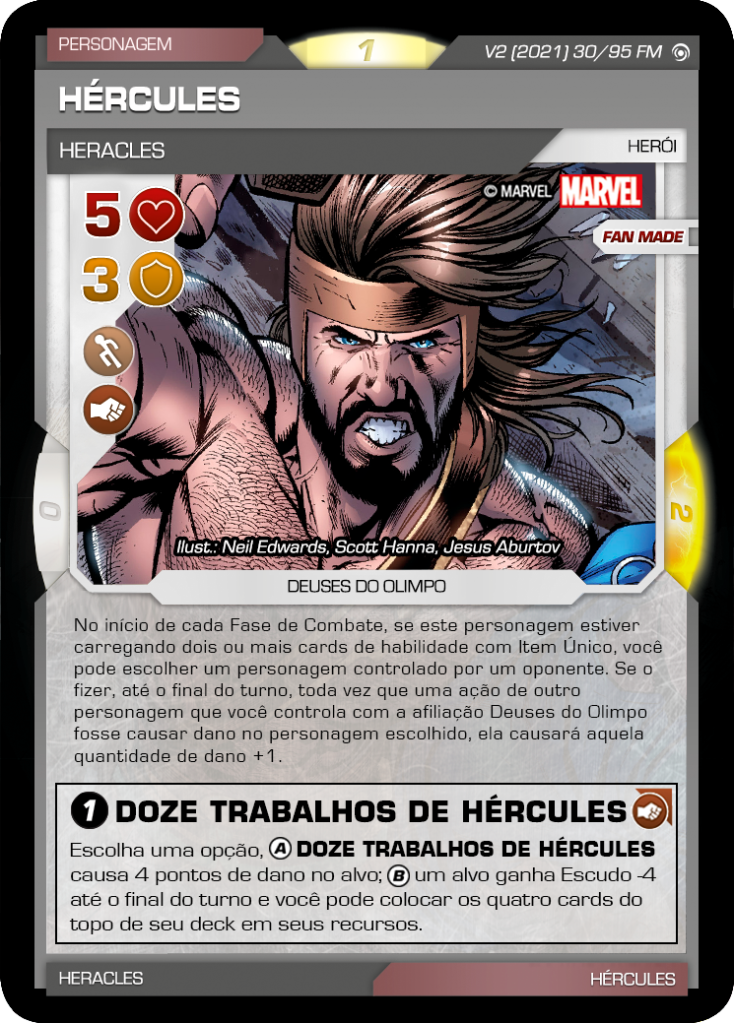 PERSONAGEM
1
V2 (2021) 30/95 FM
HÉRCULES
HERACLES
HERÓI
© MARVEL MARVEL
5
FAN MADE
3
0
2
Ilust.: Neil Edwards, Scott Hanna, Jesus Aburtov
DEUSES DO OLIMPO
No início de cada Fase de Combate, se este personagem estiver
carregando dois ou mais cards de habilidade com Item Único, você
pode escolher um personagem controlado por um oponente. Se o
fizer, até o final do turno, toda vez que uma ação de outro
personagem que você controla com a afiliação Deuses do Olimpo
fosse causar dano no personagem escolhido, ela causará aquela
quantidade de dano +1.
1 DOZE TRABALHOS DE HÉRCULES
Escolha uma opção, A DOZE TRABALHOS DE HÉRCULES
causa 4 pontos de dano no alvo; B um alvo ganha Escudo -4
até o final do turno e você pode colocar os quatro cards do
topo de seu deck em seus recursos.
HERACLES
HÉRCULES